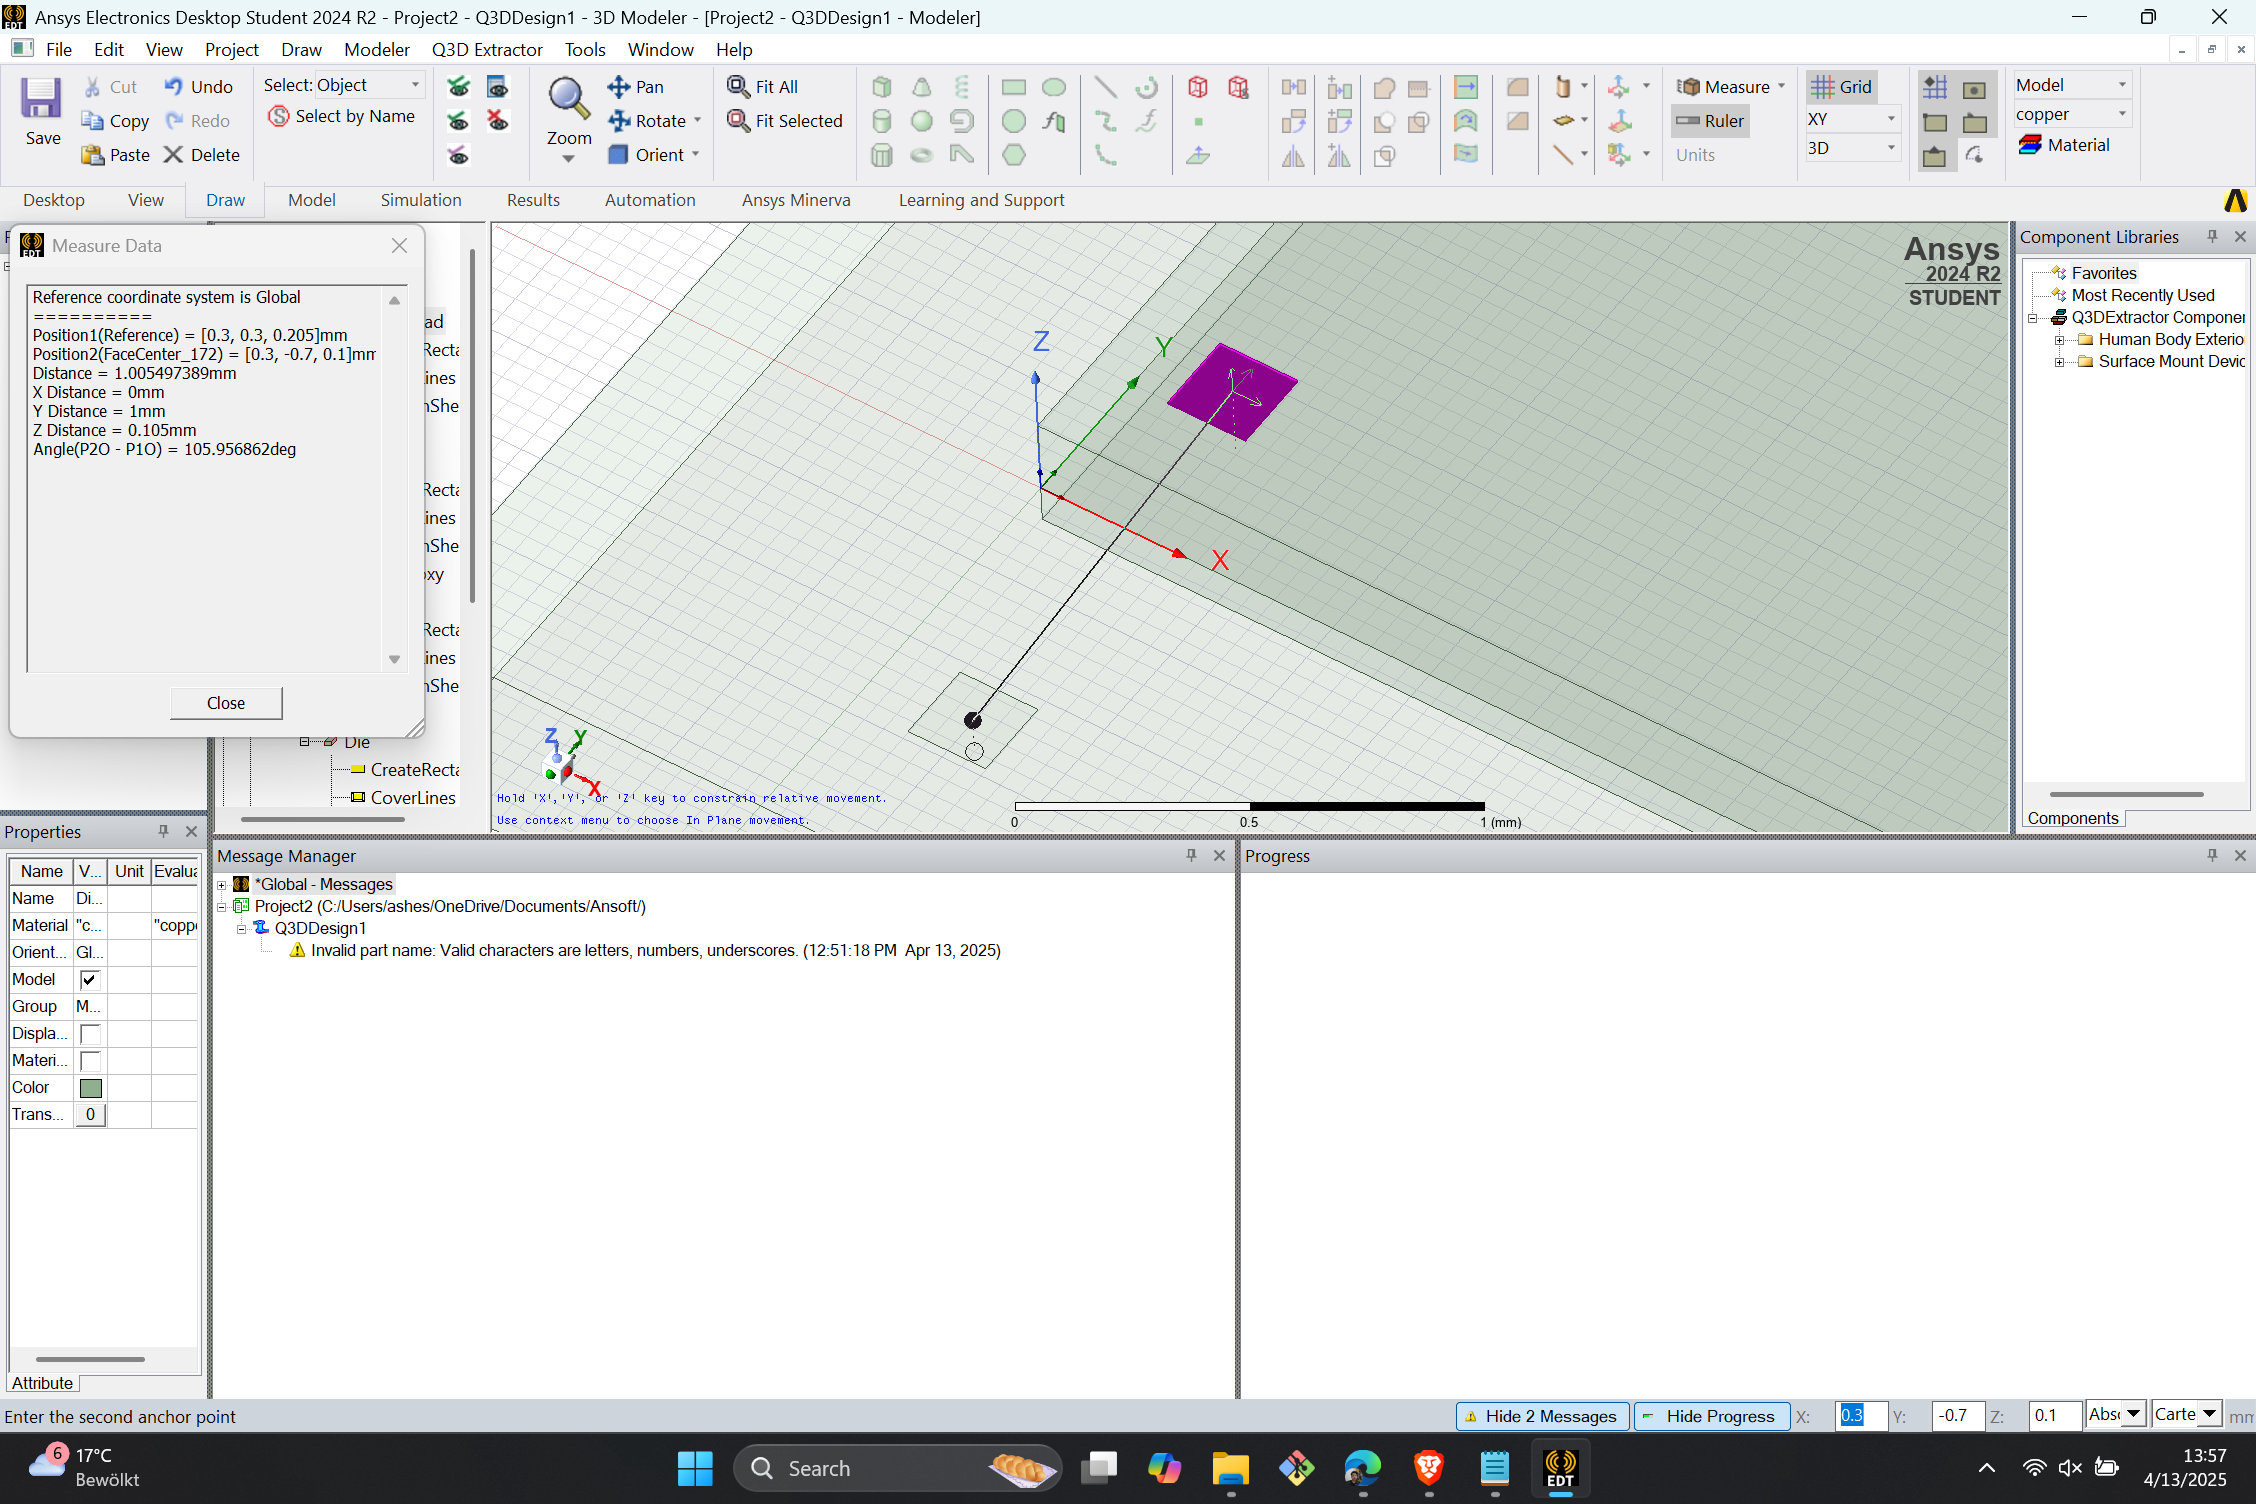 Ansys Electronics Desktop Student 2024 R2 - Project2 - Q3DDesign1 - 3D Modeler - [Project2 - Q3DDesign1 - Modeler]
File Edit View Project Draw Modeler Q3D Extractor Tools Window Help
Save
Cut
Copy
Paste
Undo
Redo
Delete
Select: Object
Select by Name
Zoom
Pan
Rotate
Orient
Fit All
Fit Selected
Measure
Ruler
Units
Grid
XY
3D
Model
copper
Material
Desktop View Draw Model Simulation Results Automation Ansys Minerva Learning and Support
Measure Data
Reference coordinate system is Global
==========
Position1(Reference) = [0.3, 0.3, 0.205]mm
Position2(FaceCenter_172) = [0.3, -0.7, 0.1]mm
Distance = 1.005497389mm
X Distance = 0mm
Y Distance = 1mm
Z Distance = 0.105mm
Angle(P2O - P1O) = 105.956862deg
Close
ad
Recta
ines
nShe
Recta
ines
nShe
xy
Recta
ines
nShe
Die
CreateRecta
CoverLines
Ansys
2024 R2
STUDENT
Z
Y
X
Z
Y
X
Hold 'X','Y', or 'Z' key to constrain relative movement.
Use context menu to choose In Plane movement.
0 0.5 1 (mm)
Component Libraries
Favorites
Most Recently Used
Q3DExtractor Componer
Human Body Exterio
Surface Mount Devic
Components
Properties
Name V... Unit Evalua
Name Di...
Material "c... "coppe
Orient... Gl...
Model
Group M...
Displa...
Materi...
Color
Trans... 0
Attribute
Message Manager
*Global - Messages
Project2 (C:/Users/ashes/OneDrive/Documents/Ansoft/)
Q3DDesign1
Invalid part name: Valid characters are letters, numbers, underscores. (12:51:18 PM Apr 13, 2025)
Progress
Enter the second anchor point
Hide 2 Messages
Hide Progress
X: 0.3 Y: -0.7 Z: 0.1 Abs Carte mm
6
17°C
Bewölkt
Search
EDT
13:57
4/13/2025